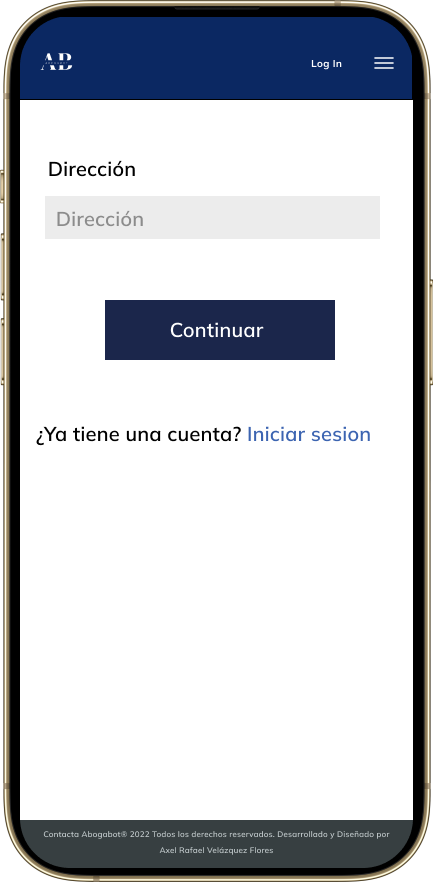 AB
Log In
Dirección
Dirección
Continuar
¿Ya tiene una cuenta? Iniciar sesion
Contacta Abogabot® 2022 Todos los derechos reservados. Desarrollado y Diseñado por
Axel Rafael Velázquez Flores